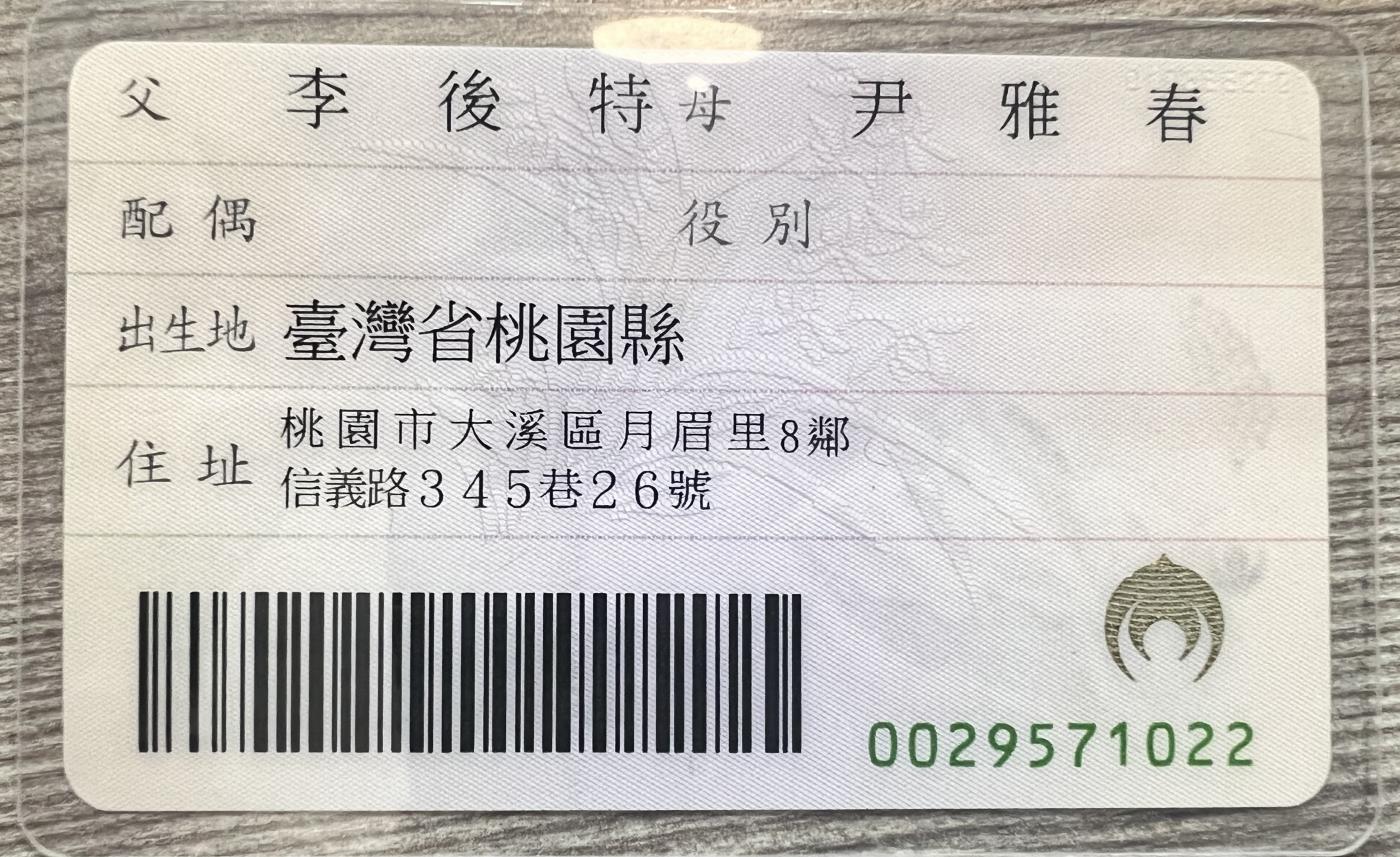 父 李後特 母 尹雅春
配偶 役別
出生地 臺灣省桃園縣
住址 桃園市大溪區月眉里8鄰
信義路345巷26號
0029571022